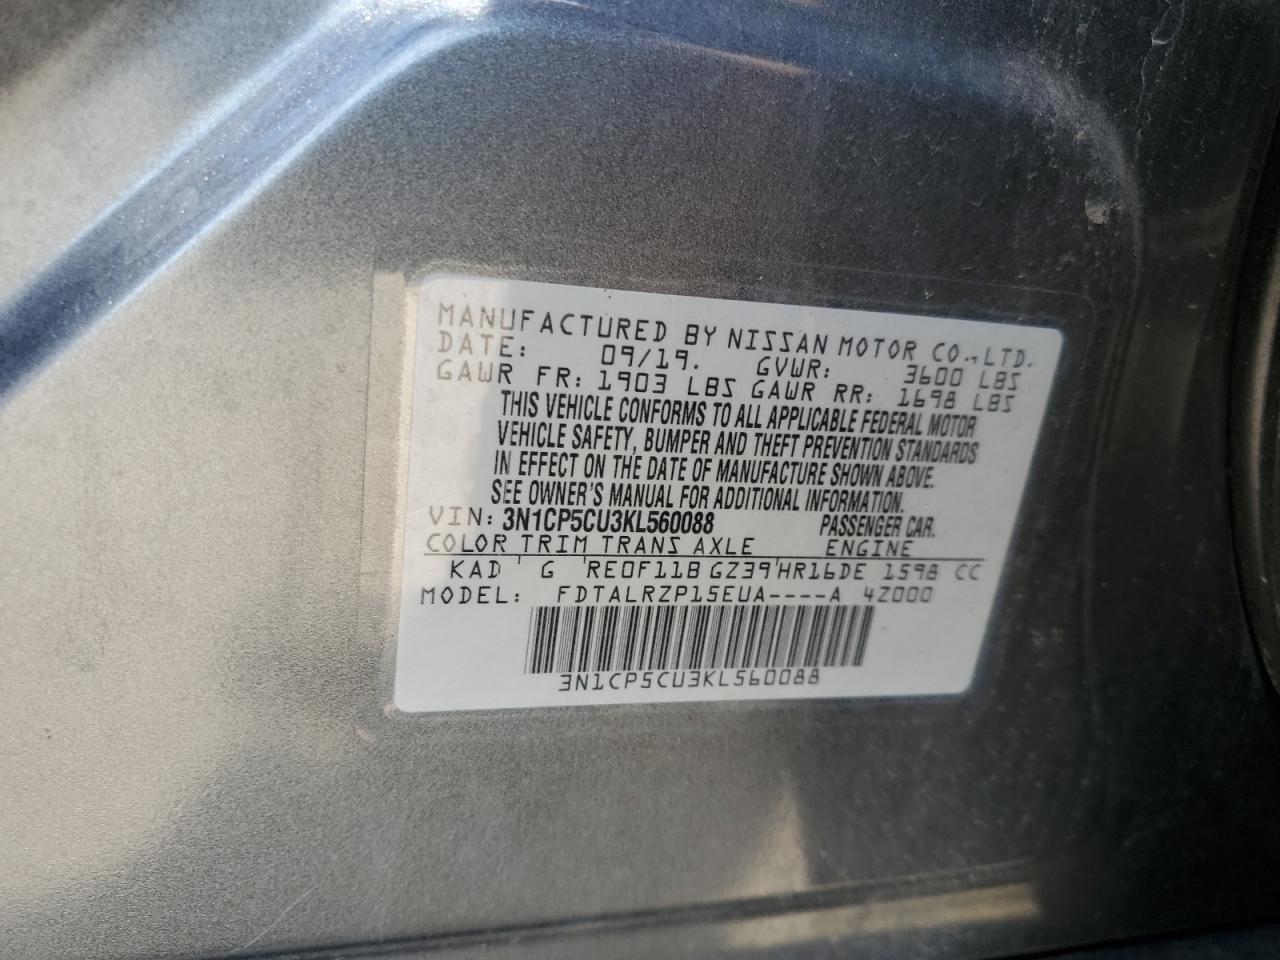 MANUFACTURED BY NISSAN MOTOR CO.,LTD.
DATE: 09/19. GVWR: 3600 LBS
GAWR FR: 1903 LBS GAWR RR: 1698 LBS
THIS VEHICLE CONFORMS TO ALL APPLICABLE FEDERAL MOTOR
VEHICLE SAFETY, BUMPER AND THEFT PREVENTION STANDARDS
IN EFFECT ON THE DATE OF MANUFACTURE SHOWN ABOVE.
SEE OWNER'S MANUAL FOR ADDITIONAL INFORMATION.
VIN: 3N1CP5CU3KL560088 PASSENGER CAR.
COLOR TRIM TRANS AXLE ENGINE
KAD G RE0F11B GZ39 HR16DE 1598 CC
MODEL: FDTALRZP15EUA----A 4Z000
3N1CP5CU3KL560088